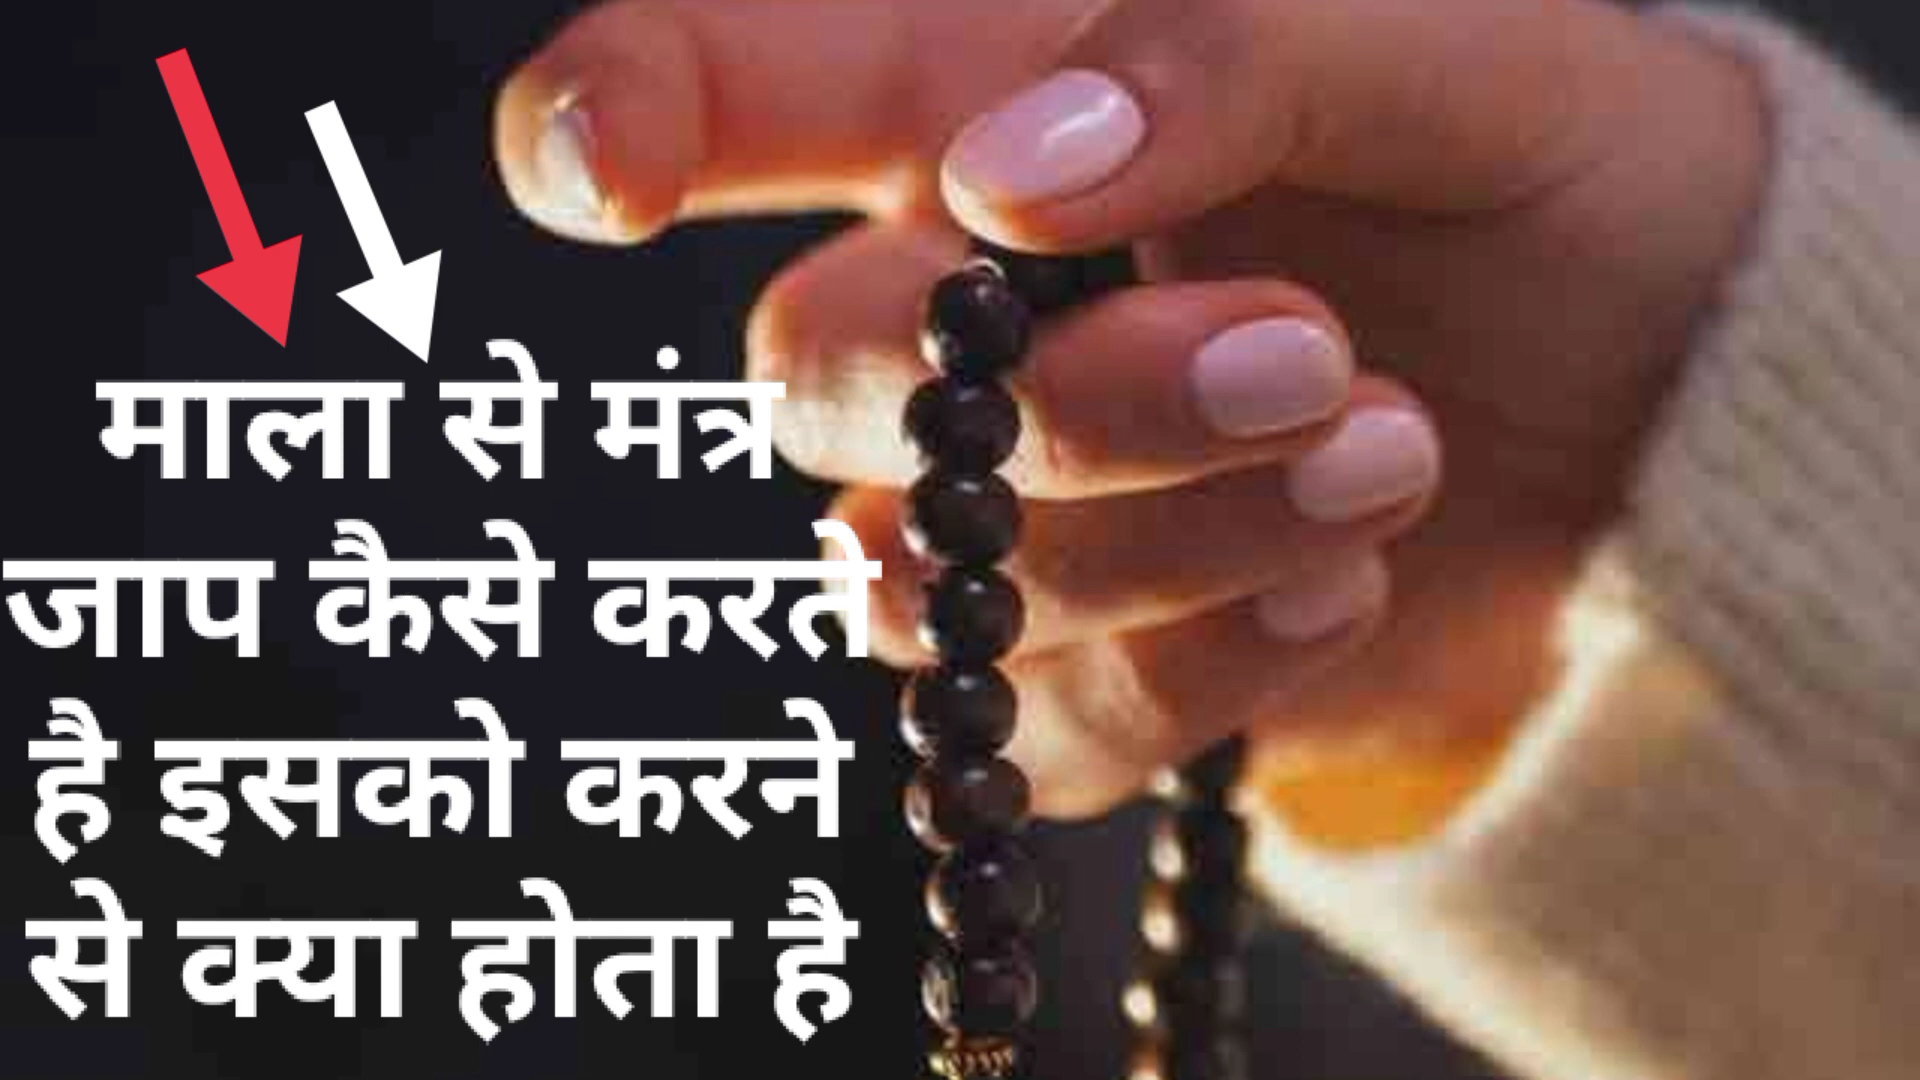 माला से मंत्र
जाप कैसे करते
है इसको करने
से क्या होता है